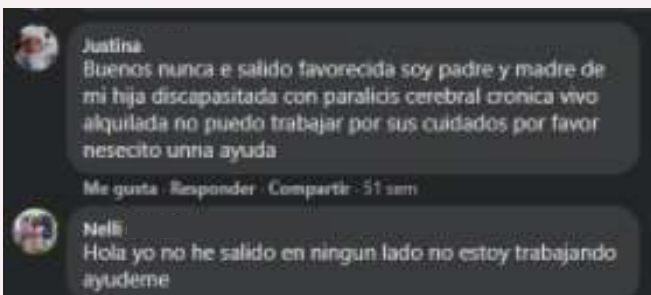 Justina
Buenos nunca e salido favorecida soy padre y madre de
mi hija discapasitada con paralicis cerebral cronica vivo
alquilada no puedo trabajar por sus cuidados por favor
nesecito unna ayuda
Me gusta · Responder · Compartir · 51 sem
Nelli
Hola yo no he salido en ningun lado no estoy trabajando
ayudeme